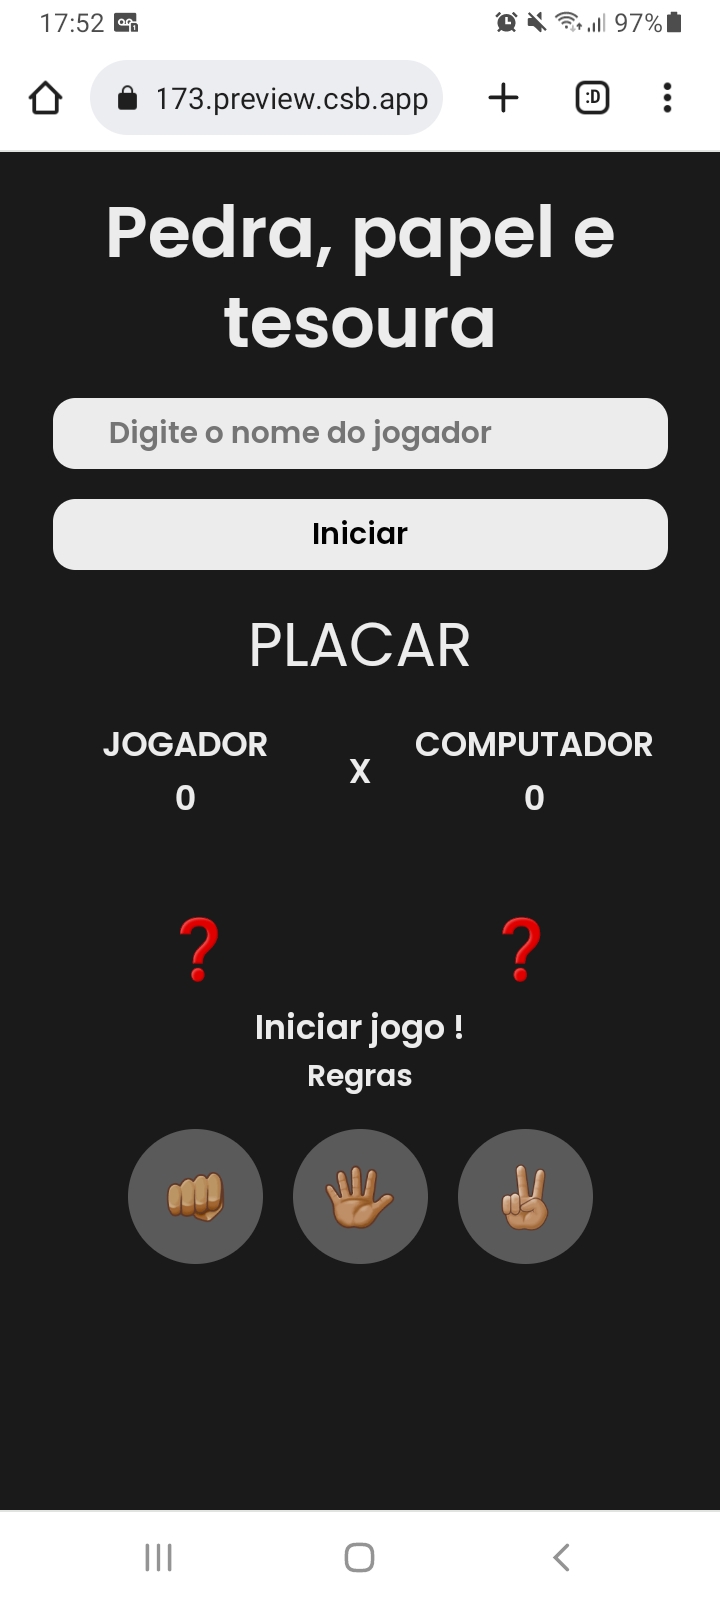 17:52 97%
173.preview.csb.app :D
Pedra, papel e
tesoura
Digite o nome do jogador
Iniciar
PLACAR
JOGADOR X COMPUTADOR
0 0
❓ ❓
Iniciar jogo !
Regras